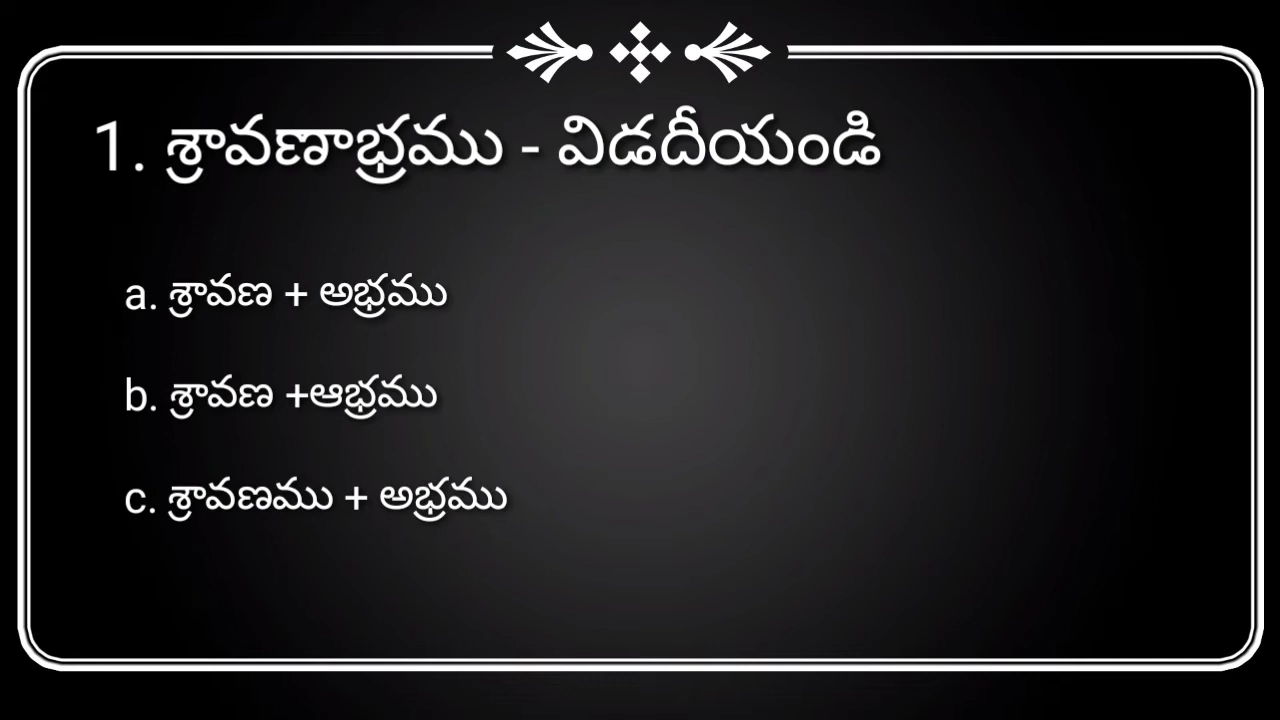 1. శ్రావణాభ్రము - విడదీయండి
a. శ్రావణ + అభ్రము
b. శ్రావణ +ఆభ్రము
c. శ్రావణము + అభ్రము